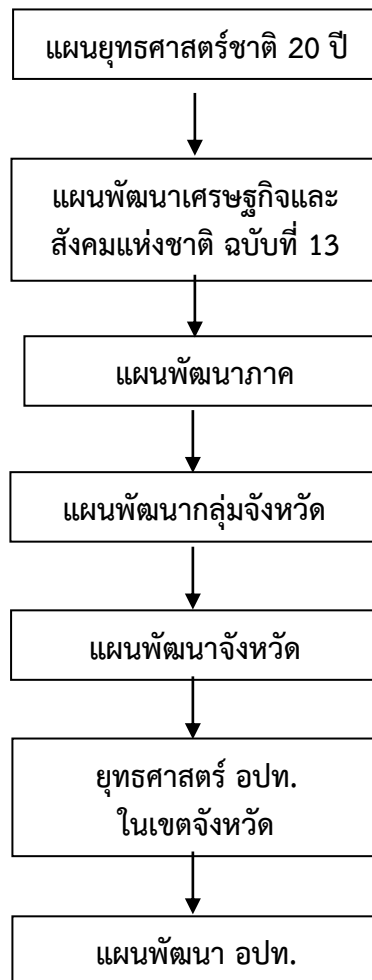 แผนยุทธศาสตร์ชาติ 20 ปี
แผนพัฒนาเศรษฐกิจและ
สังคมแห่งชาติ ฉบับที่ 13
แผนพัฒนาภาค
แผนพัฒนากลุ่มจังหวัด
แผนพัฒนาจังหวัด
ยุทธศาสตร์ อปท.
ในเขตจังหวัด
แผนพัฒนา อปท.